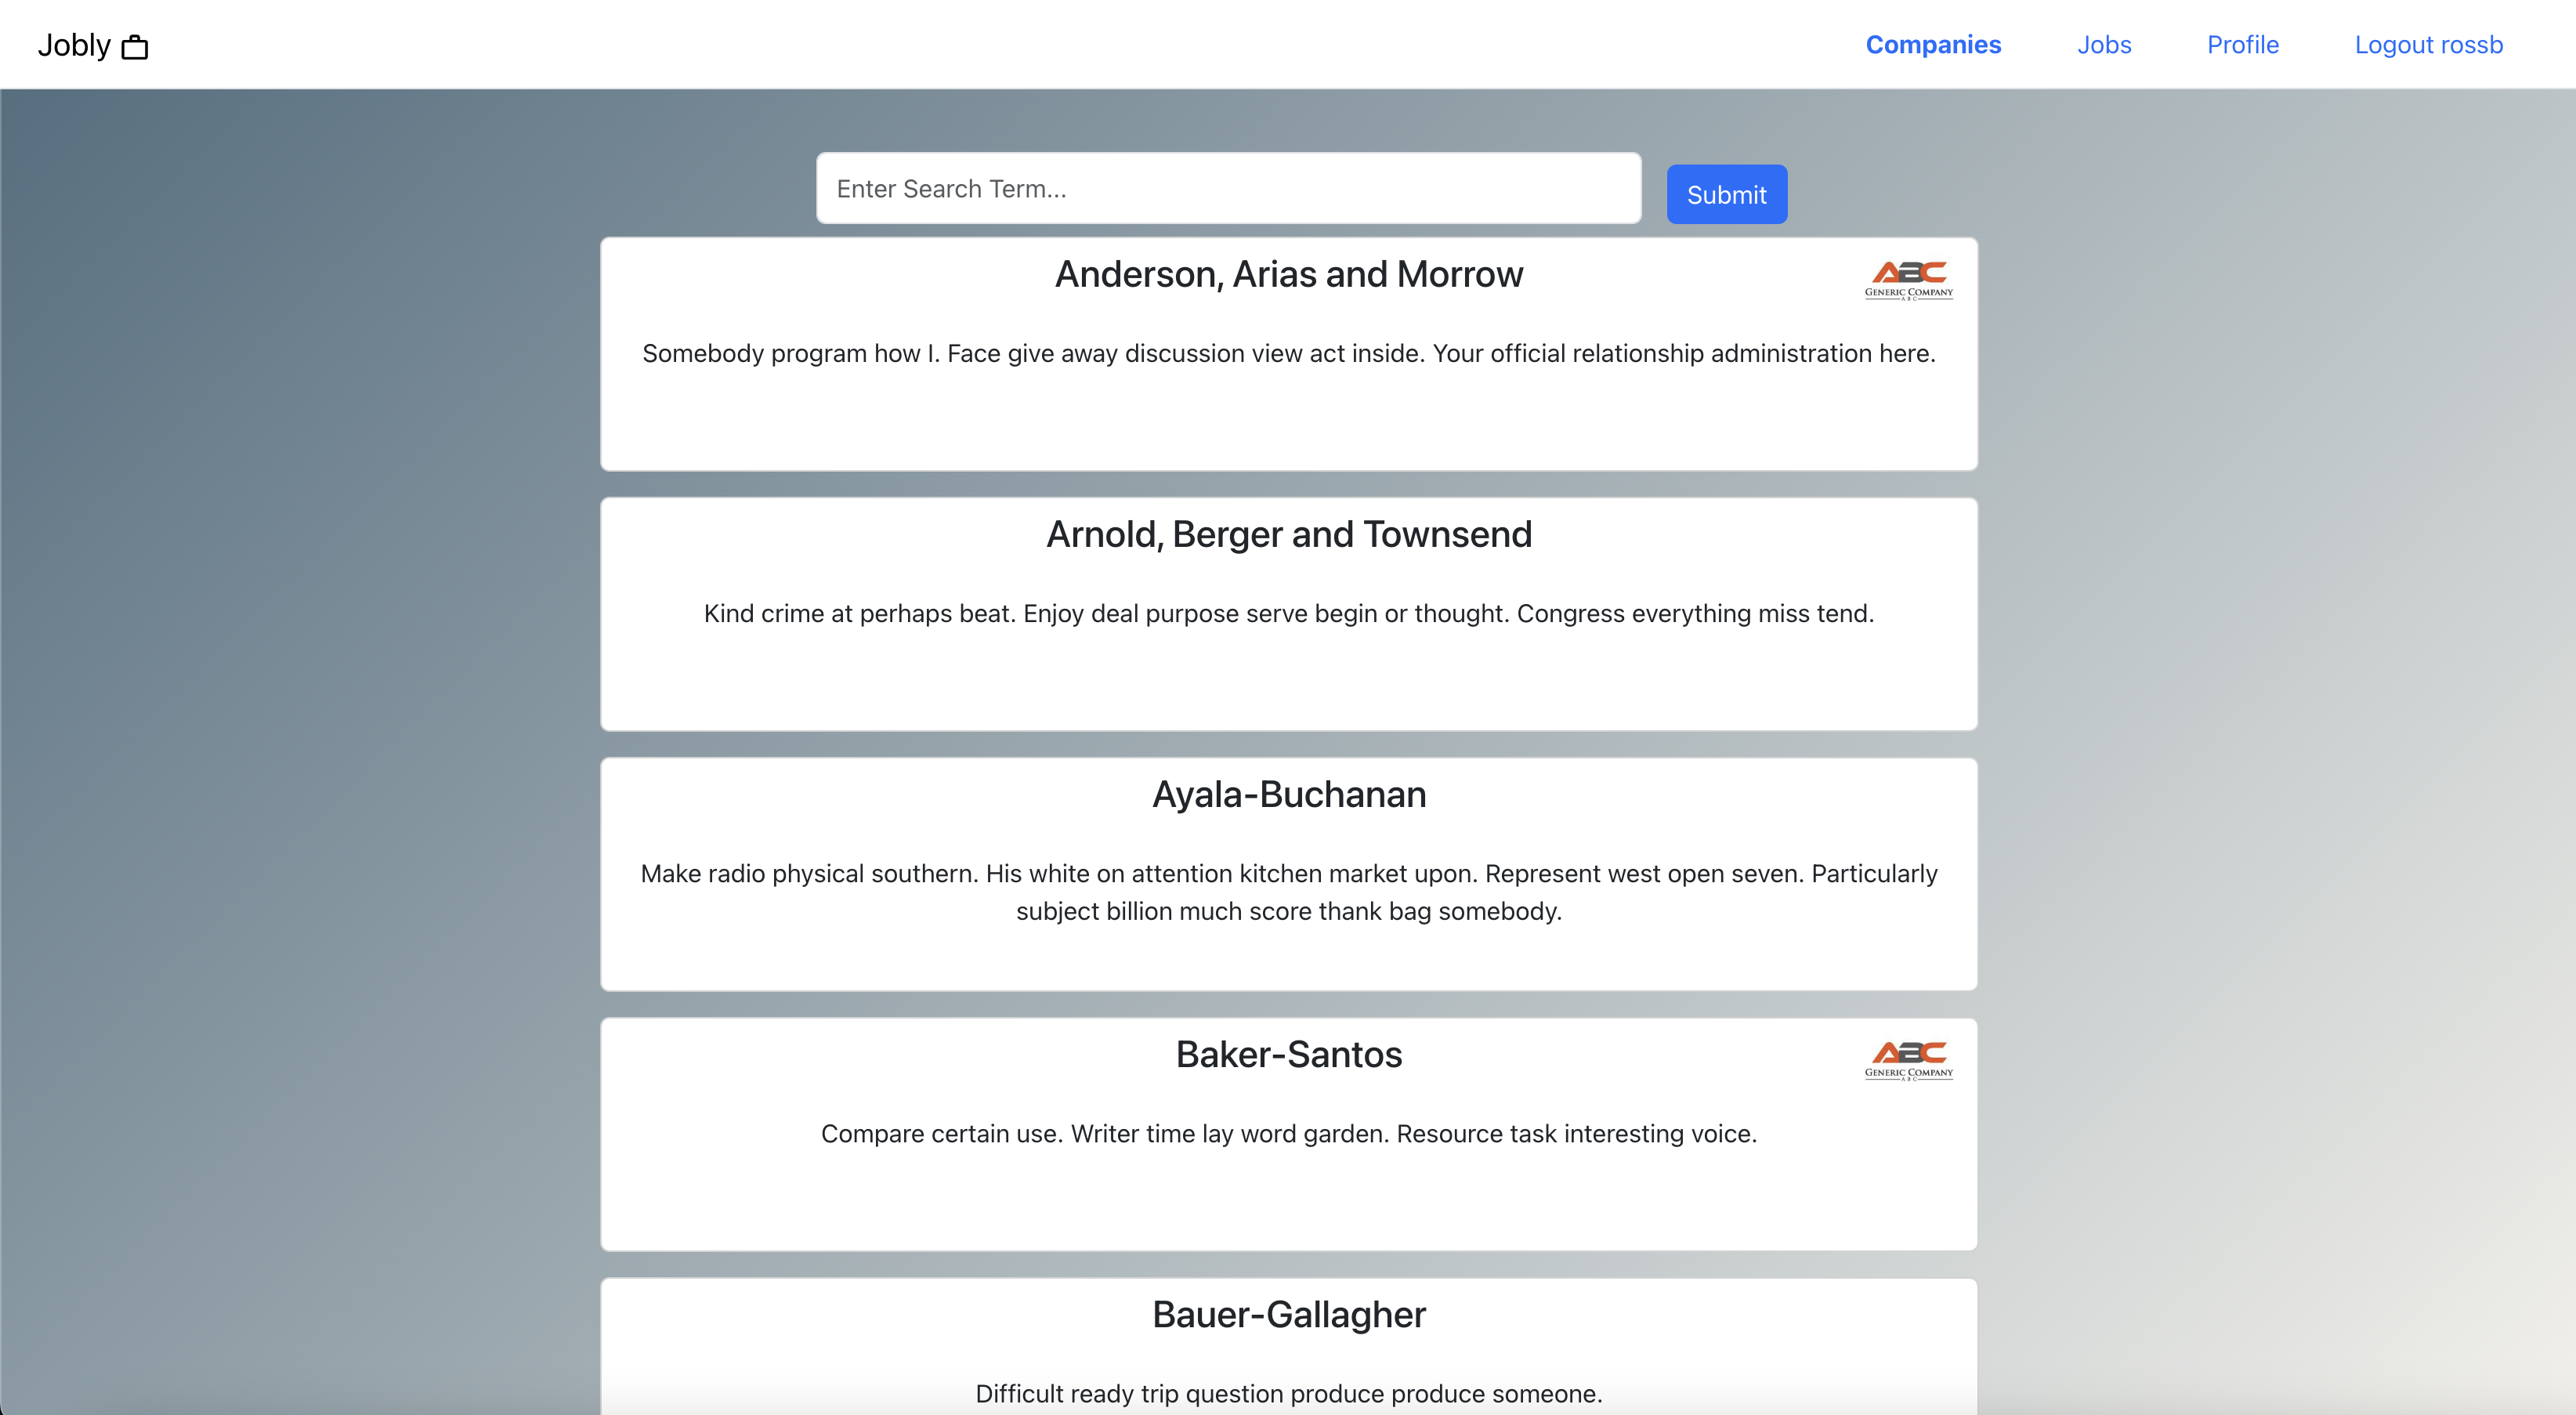 Jobly
Companies Jobs Profile Logout rossb
Enter Search Term...
Submit
Anderson, Arias and Morrow
ABC
GENERIC COMPANY
ABC
Somebody program how I. Face give away discussion view act inside. Your official relationship administration here.
Arnold, Berger and Townsend
Kind crime at perhaps beat. Enjoy deal purpose serve begin or thought. Congress everything miss tend.
Ayala-Buchanan
Make radio physical southern. His white on attention kitchen market upon. Represent west open seven. Particularly
subject billion much score thank bag somebody.
Baker-Santos
ABC
GENERIC COMPANY
ABC
Compare certain use. Writer time lay word garden. Resource task interesting voice.
Bauer-Gallagher
Difficult ready trip question produce produce someone.